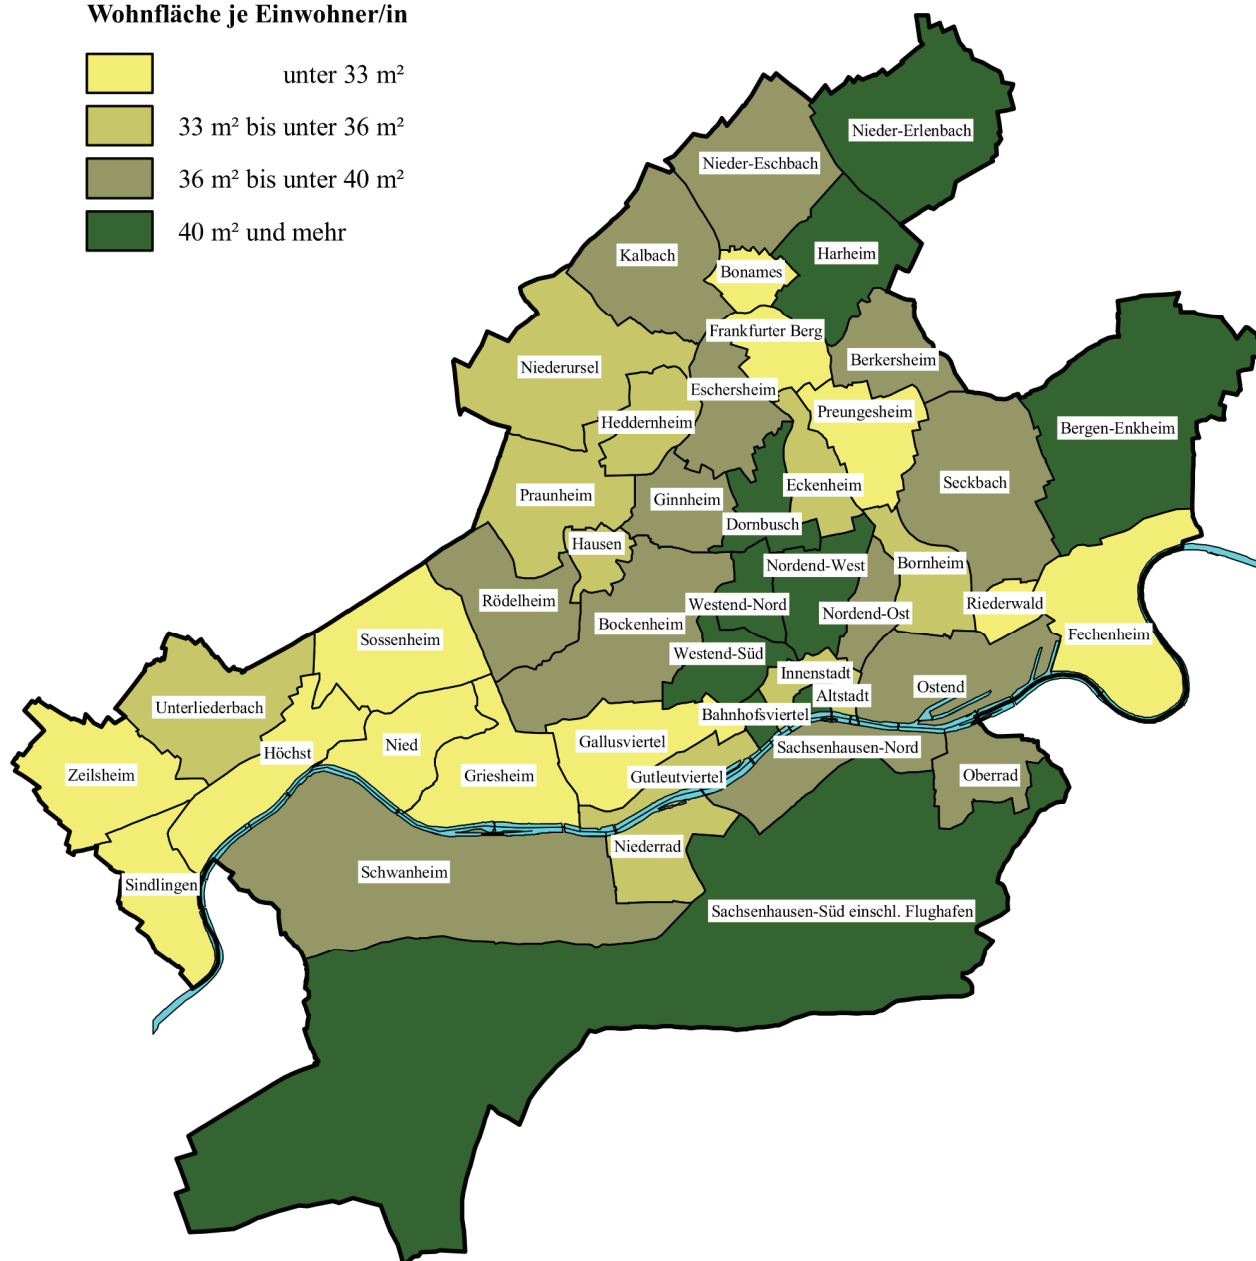 Wohnfläche je Einwohner/in
unter 33 m²
33 m² bis unter 36 m²
36 m² bis unter 40 m²
40 m² und mehr
Nieder-Erlenbach
Nieder-Eschbach
Kalbach
Harheim
Bonames
Frankfurter Berg
Berkersheim
Niederursel
Eschersheim
Preungesheim
Heddernheim
Bergen-Enkheim
Seckbach
Eckenheim
Praunheim
Ginnheim
Dornbusch
Hausen
Nordend-West
Bornheim
Rödelheim
Westend-Nord
Riederwald
Nordend-Ost
Bockenheim
Fechenheim
Sossenheim
Westend-Süd
Innenstadt
Ostend
Altstadt
Unterliederbach
Bahnhofsviertel
Gallusviertel
Nied
Sachsenhausen-Nord
Höchst
Zeilsheim
Griesheim
Gutleutviertel
Oberrad
Niederrad
Schwanheim
Sindlingen
Sachsenhausen-Süd einschl. Flughafen